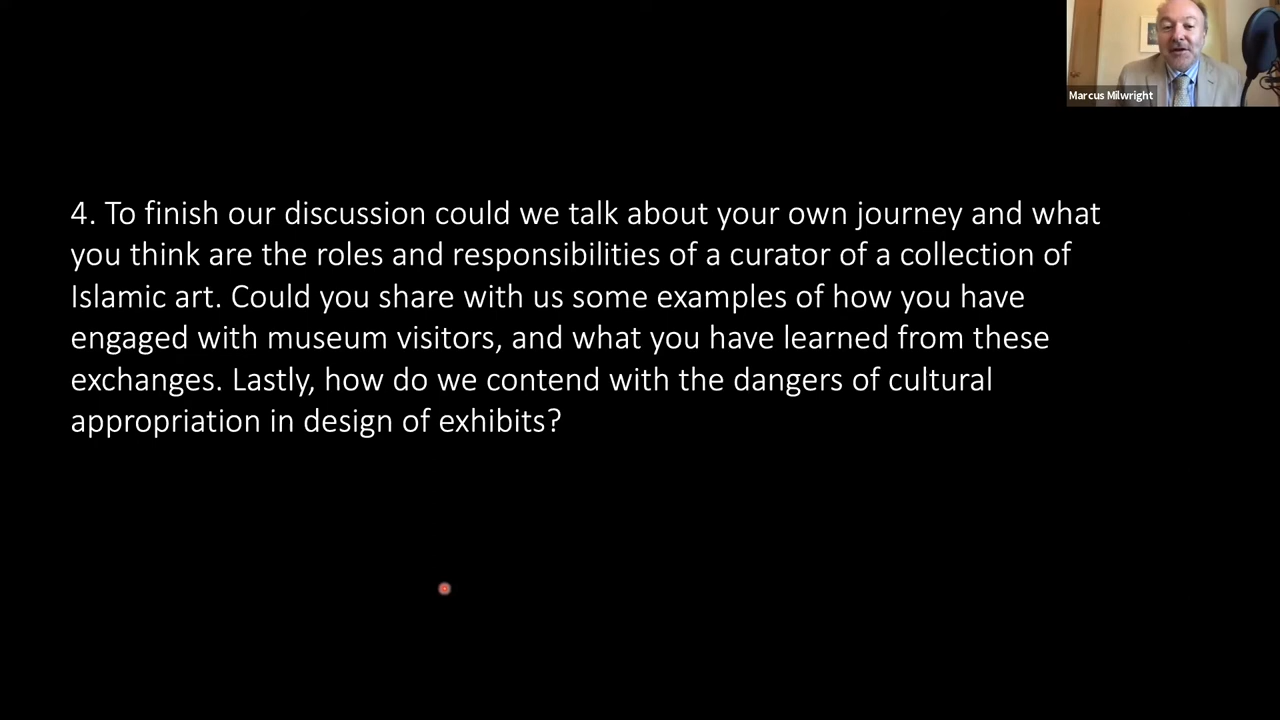 Marcus Milwright
4. To finish our discussion could we talk about your own journey and what
you think are the roles and responsibilities of a curator of a collection of
Islamic art. Could you share with us some examples of how you have
engaged with museum visitors, and what you have learned from these
exchanges. Lastly, how do we contend with the dangers of cultural
appropriation in design of exhibits?